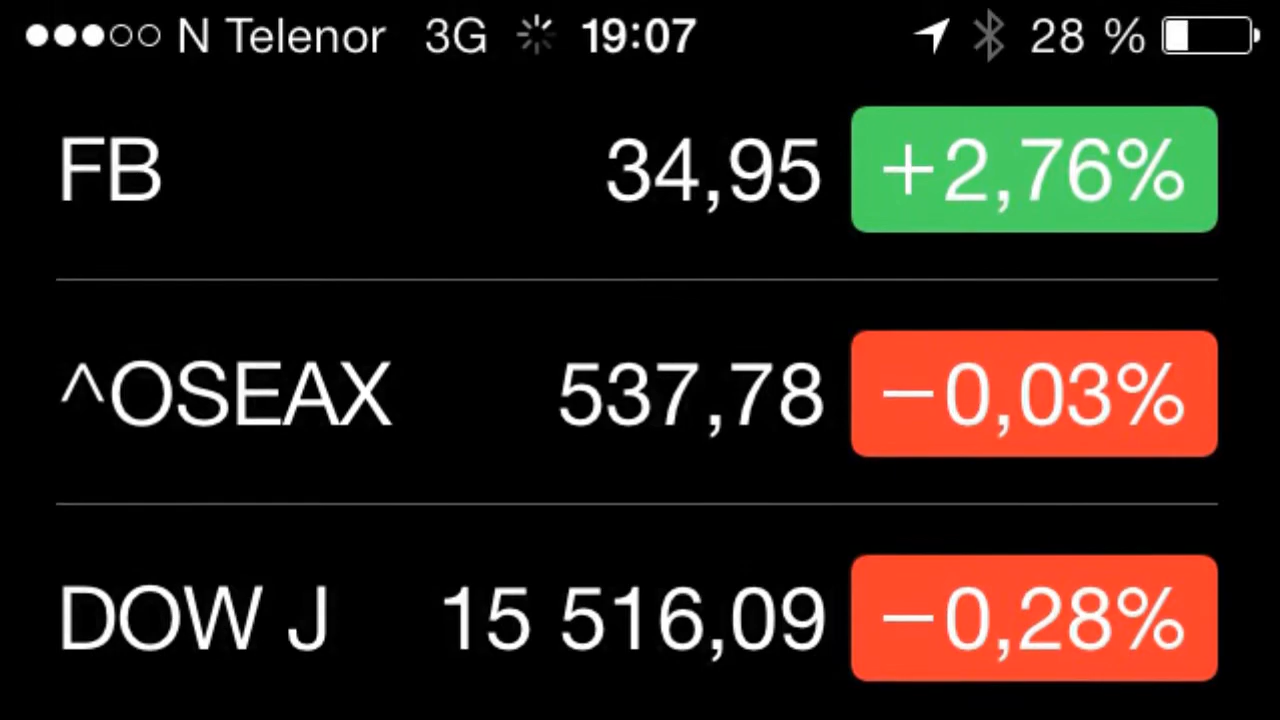 N Telenor 3G 19:07 28 %
FB 34,95 +2,76%
^OSEAX 537,78 −0,03%
DOW J 15 516,09 −0,28%